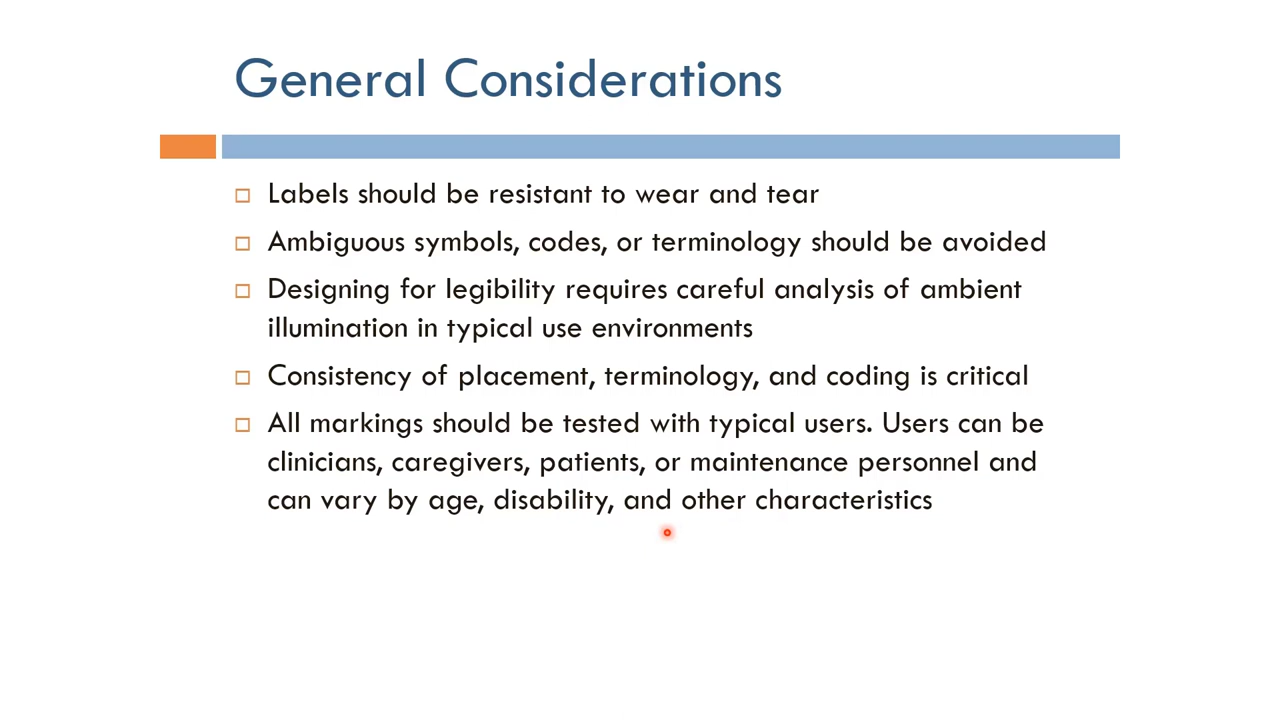 General Considerations
Labels should be resistant to wear and tear
Ambiguous symbols, codes, or terminology should be avoided
Designing for legibility requires careful analysis of ambient
illumination in typical use environments
Consistency of placement, terminology, and coding is critical
All markings should be tested with typical users. Users can be
clinicians, caregivers, patients, or maintenance personnel and
can vary by age, disability, and other characteristics